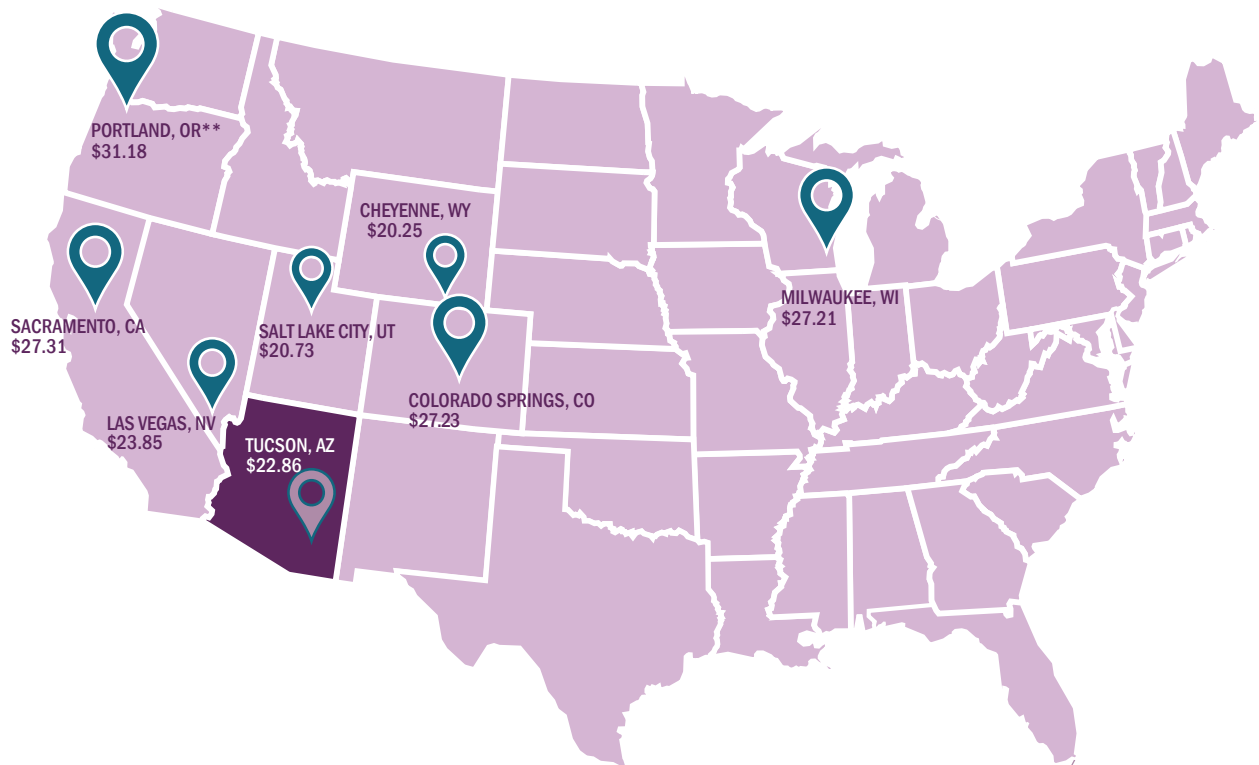 PORTLAND, OR**
$31.18
CHEYENNE, WY
$20.25
MILWAUKEE, WI
$27.21
SACRAMENTO, CA
$27.31
SALT LAKE CITY, UT
$20.73
COLORADO SPRINGS, CO
$27.23
LAS VEGAS, NV
$23.85
TUCSON, AZ
$22.86